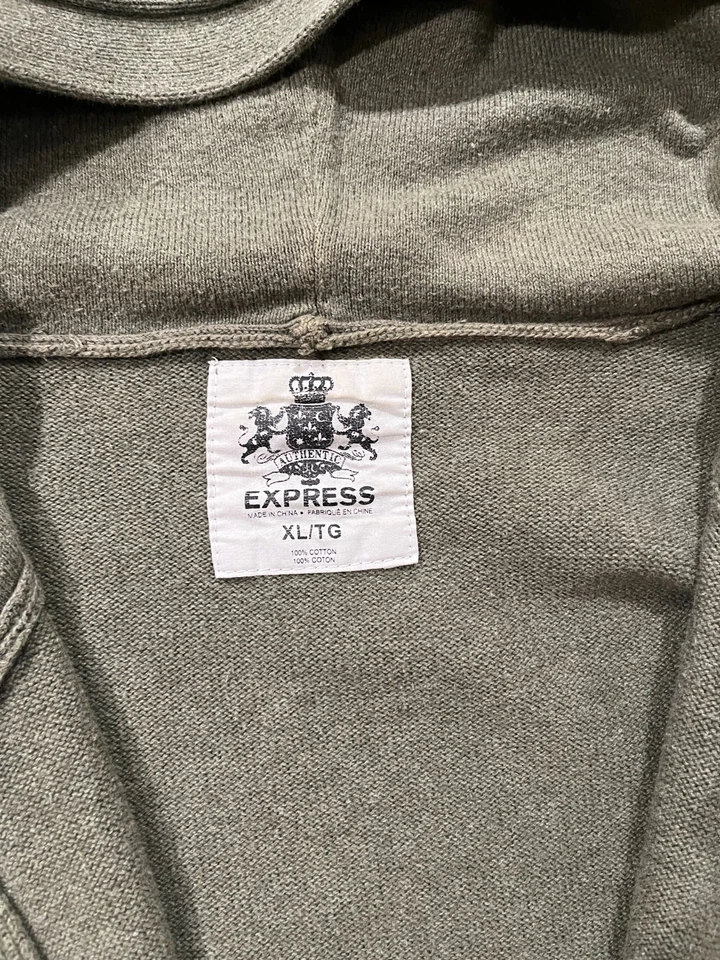 AUTHENTIC
EXPRESS
MADE IN CHINA • FABRIQUÉ EN CHINE
XL/TG
100% COTTON
100% COTON